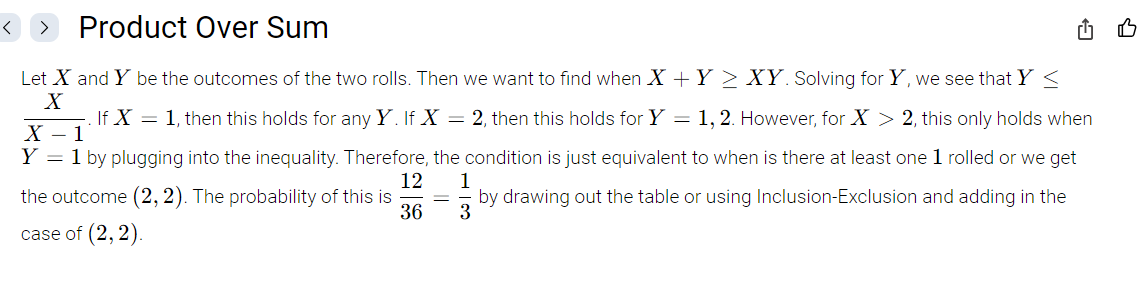 Product Over Sum
Let X and Y be the outcomes of the two rolls. Then we want to find when X + Y ≥ XY. Solving for Y, we see that Y ≤
X/(X − 1). If X = 1, then this holds for any Y. If X = 2, then this holds for Y = 1, 2. However, for X > 2, this only holds when
Y = 1 by plugging into the inequality. Therefore, the condition is just equivalent to when is there at least one 1 rolled or we get
the outcome (2, 2). The probability of this is 12/36 = 1/3 by drawing out the table or using Inclusion-Exclusion and adding in the
case of (2, 2).